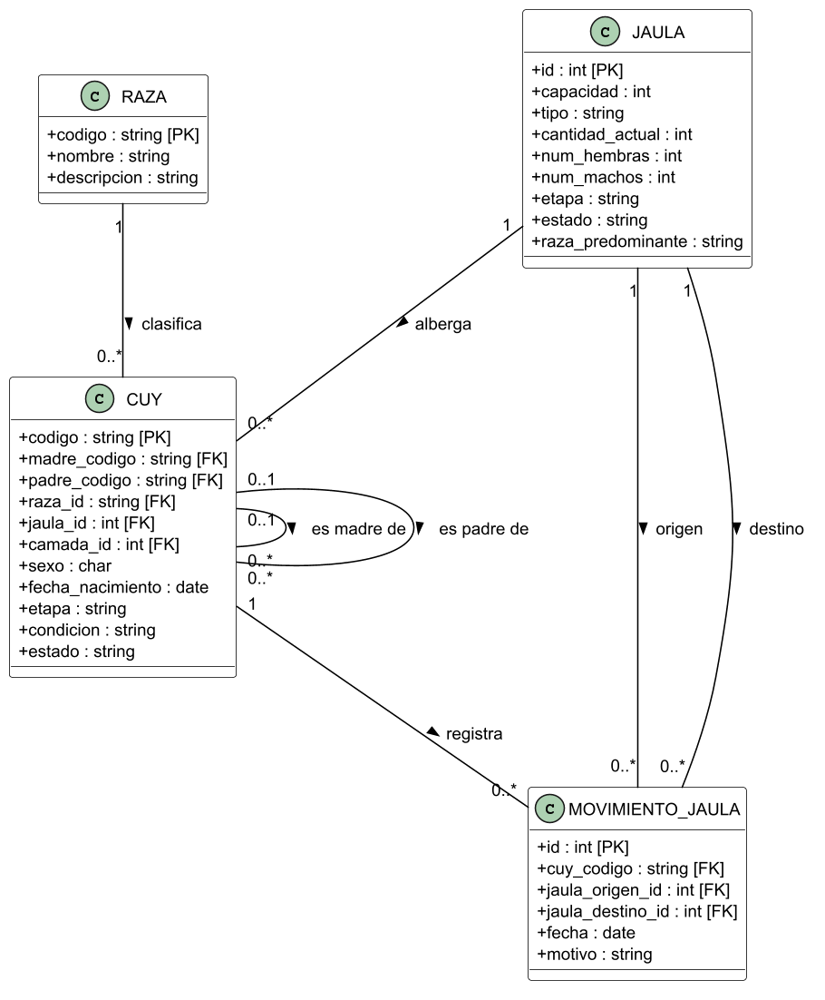 C JAULA
+id : int [PK]
+capacidad : int
+tipo : string
+cantidad_actual : int
+num_hembras : int
+num_machos : int
+etapa : string
+estado : string
+raza_predominante : string
C RAZA
+codigo : string [PK]
+nombre : string
+descripcion : string
1
1
1
1
clasifica
alberga
0..*
0..*
C CUY
+codigo : string [PK]
+madre_codigo : string [FK]
+padre_codigo : string [FK]
+raza_id : string [FK]
+jaula_id : int [FK]
+camada_id : int [FK]
+sexo : char
+fecha_nacimiento : date
+etapa : string
+condicion : string
+estado : string
0..1
0..1
es madre de
es padre de
origen
destino
0..*
0..*
1
registra
0..*
0..*
0..*
C MOVIMIENTO_JAULA
+id : int [PK]
+cuy_codigo : string [FK]
+jaula_origen_id : int [FK]
+jaula_destino_id : int [FK]
+fecha : date
+motivo : string